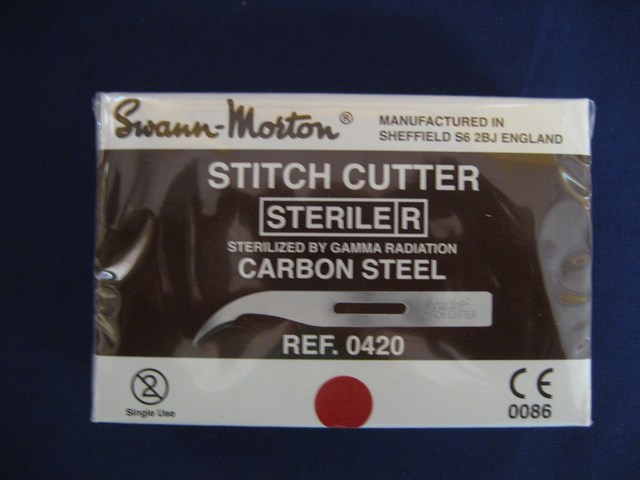 Swann-Morton®
MANUFACTURED IN
SHEFFIELD S6 2BJ ENGLAND
STITCH CUTTER
STERILE R
STERILIZED BY GAMMA RADIATION
CARBON STEEL
REF. 0420
2
Single Use
CE
0086